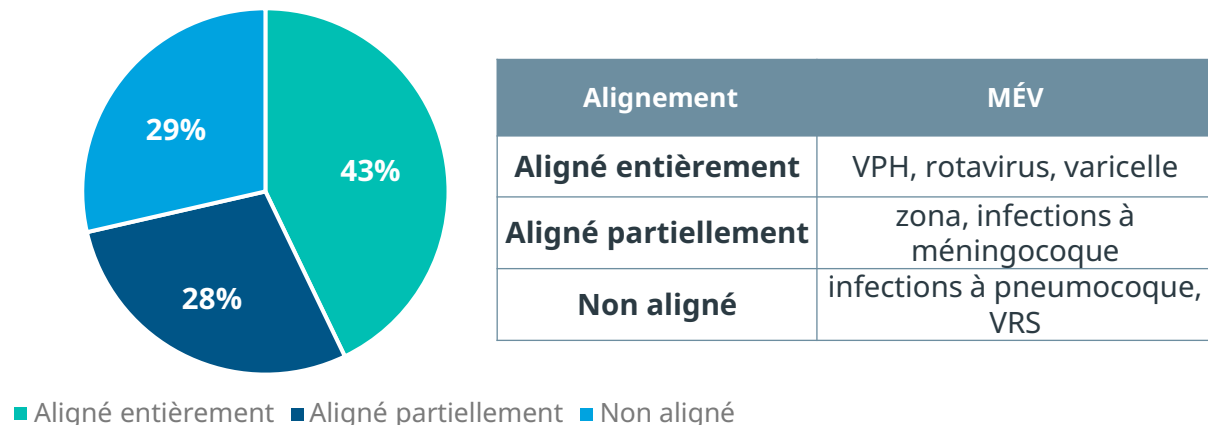 29%
43%
28%
Alignement MÉV
Aligné entièrement VPH, rotavirus, varicelle
Aligné partiellement zona, infections à
méningocoque
Non aligné infections à pneumocoque,
VRS
Aligné entièrement Aligné partiellement Non aligné